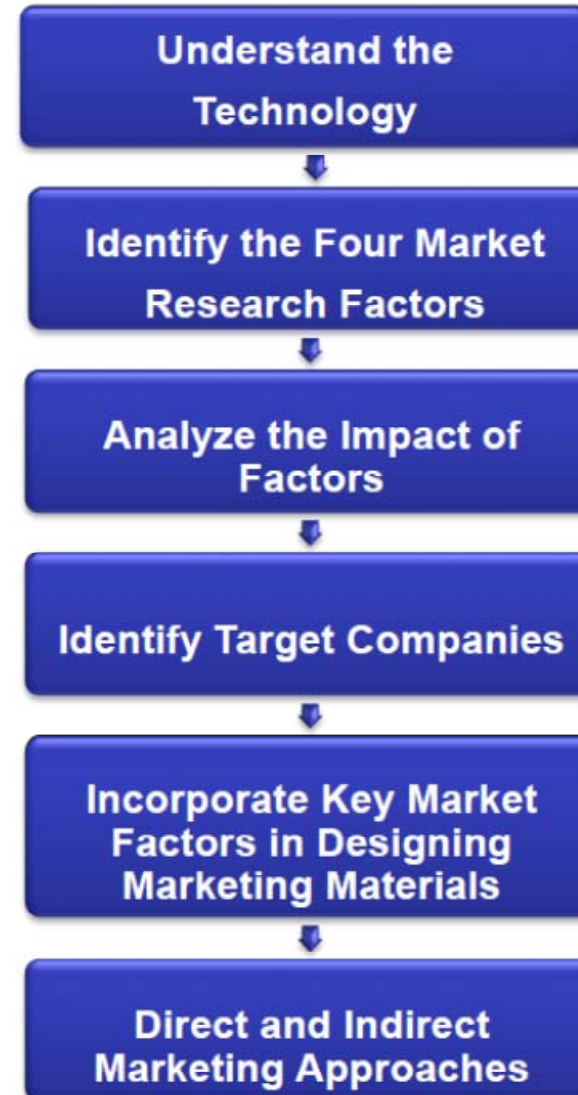 Understand the
Technology
Identify the Four Market
Research Factors
Analyze the Impact of
Factors
Identify Target Companies
Incorporate Key Market
Factors in Designing
Marketing Materials
Direct and Indirect
Marketing Approaches